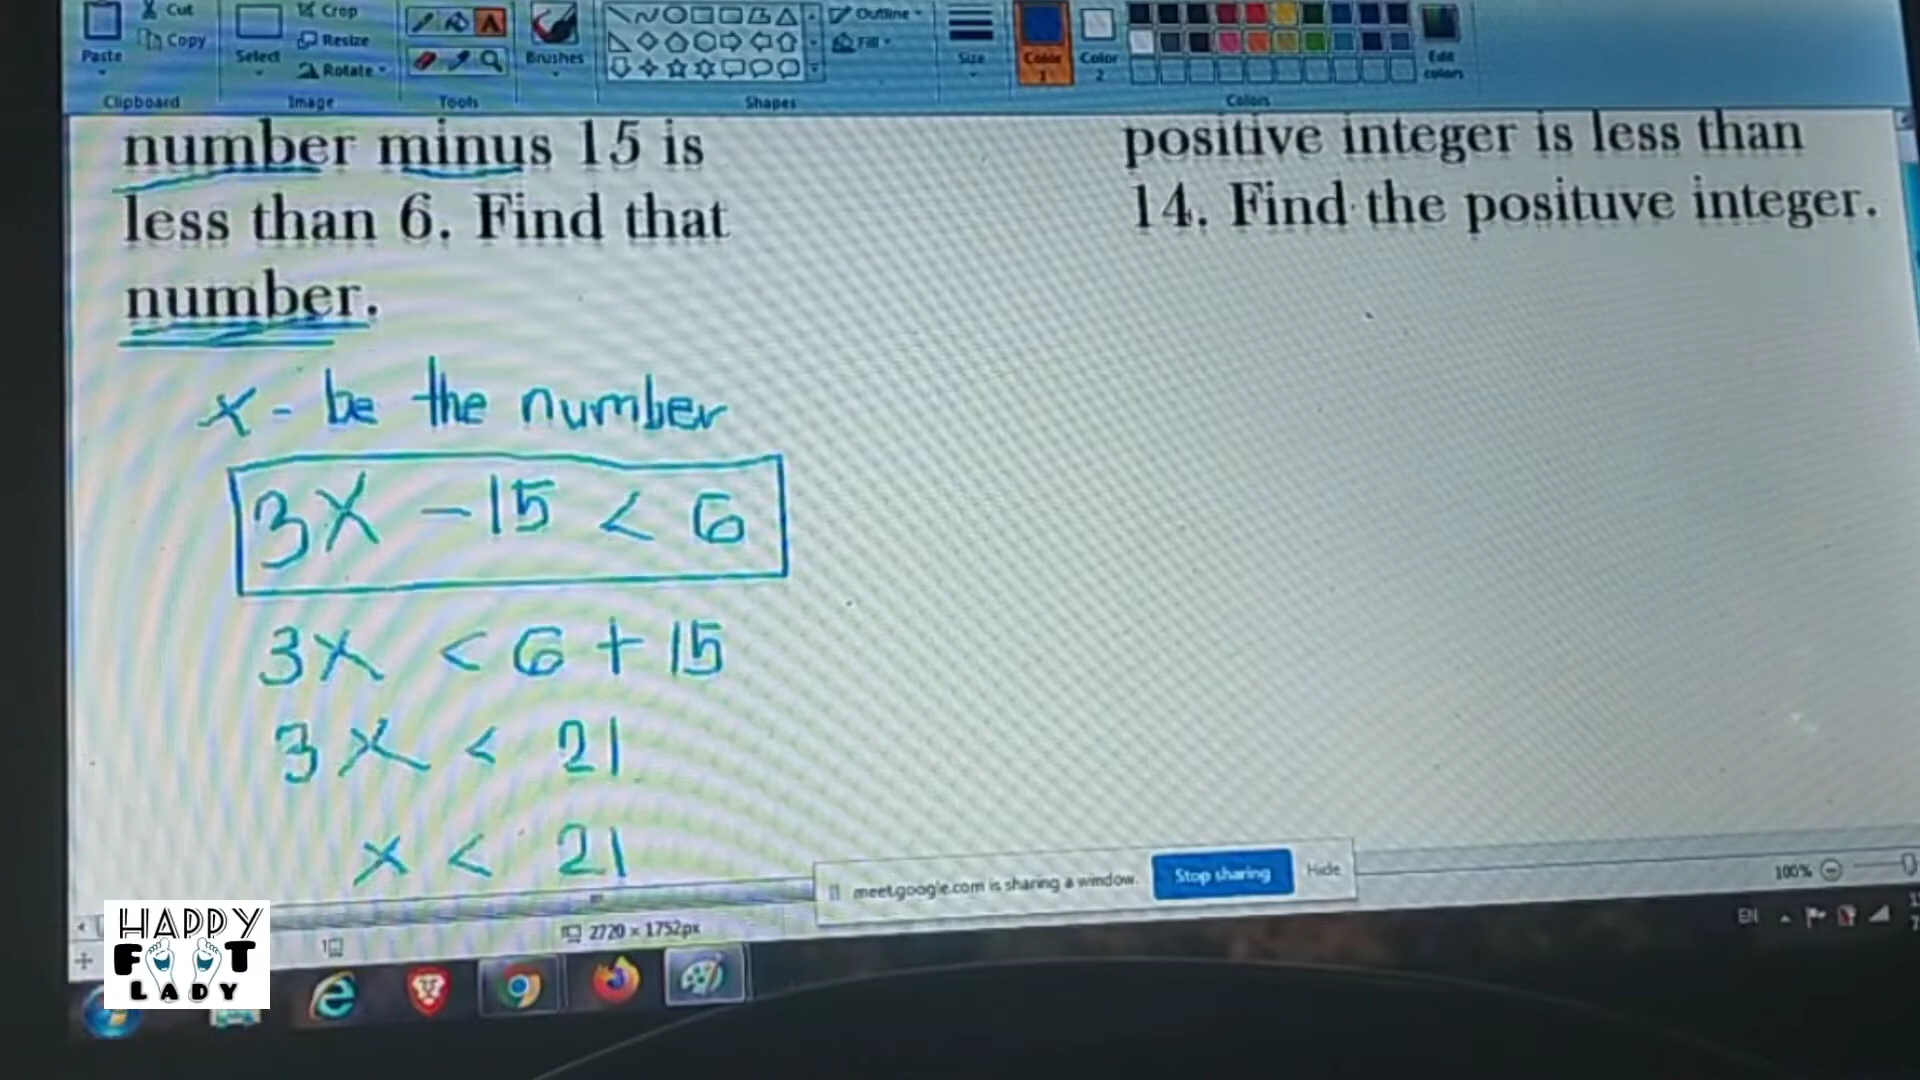 Cut
Crop
Outline
Paste
Copy
Select
Resize
Brushes
Fill
Size
Color
1
Color
2
Edit
colors
Rotate
Clipboard
Image
Tools
Shapes
Colors
number minus 15 is
less than 6. Find that
number.
x - be the number
3x - 15 < 6
3x < 6 + 15
3x < 21
x < 21
positive integer is less than
14. Find the posituve integer.
meet.google.com is sharing a window.
Stop sharing
Hide
100%
2720 × 1752px
EN
HAPPY
FOOT
LADY